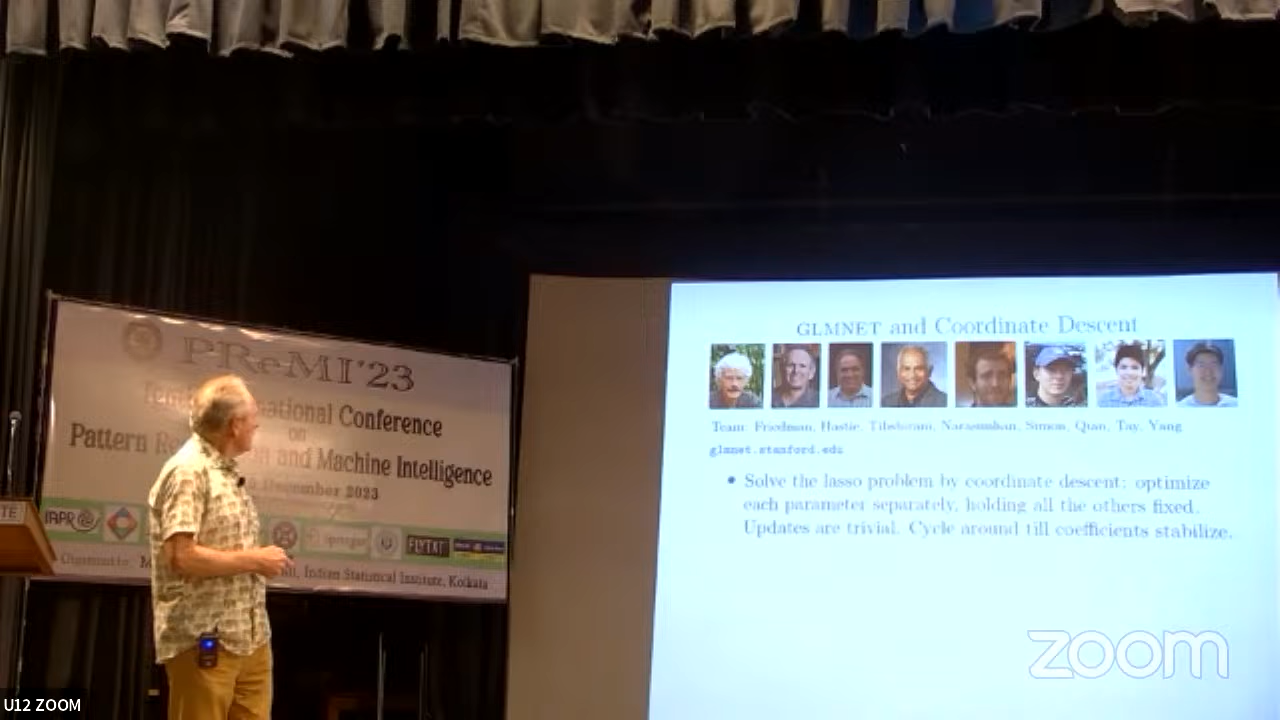 PReMI'23
International Conference
on
Pattern and Machine Intelligence
December 2023
IAPR
Springer
Indian Statistical Institute, Kolkata
GLMNET and Coordinate Descent
Team: Friedman, Hastie, Tibshirani, Narasimhan, Simon, Qian, Tay, Yang
glmnet.stanford.edu
• Solve the lasso problem by coordinate descent: optimize
each parameter separately, holding all the others fixed.
Updates are trivial. Cycle around till coefficients stabilize.
zoom
U12 ZOOM